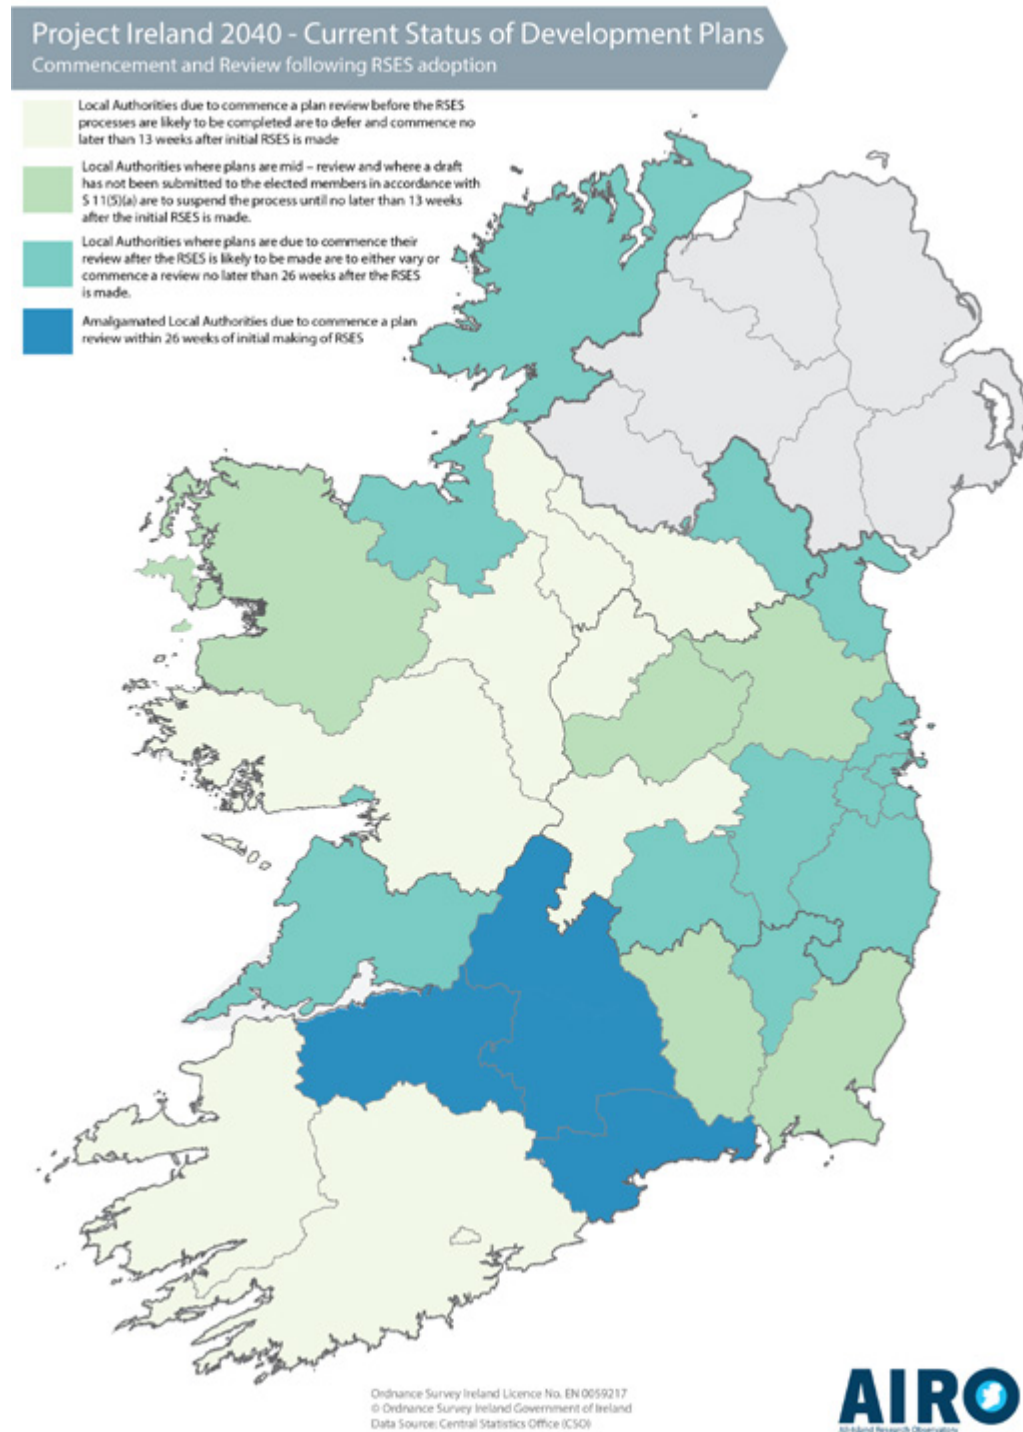 Project Ireland 2040 - Current Status of Development Plans
Commencement and Review following RSES adoption
Local Authorities due to commence a plan review before the RSES
processes are likely to be completed are to defer and commence no
later than 13 weeks after initial RSES is made
Local Authorities where plans are mid – review and where a draft
has not been submitted to the elected members in accordance with
S 11(5)(a) are to suspend the process until no later than 13 weeks
after the initial RSES is made.
Local Authorities where plans are due to commence their
review after the RSES is likely to be made are to either vary or
commence a review no later than 26 weeks after the RSES
is made.
Amalgamated Local Authorities due to commence a plan
review within 26 weeks of initial making of RSES
Ordnance Survey Ireland Licence No. EN 0059217
© Ordnance Survey Ireland Government of Ireland
Data Source: Central Statistics Office (CSO)
AIRO
All-Island Research Observatory